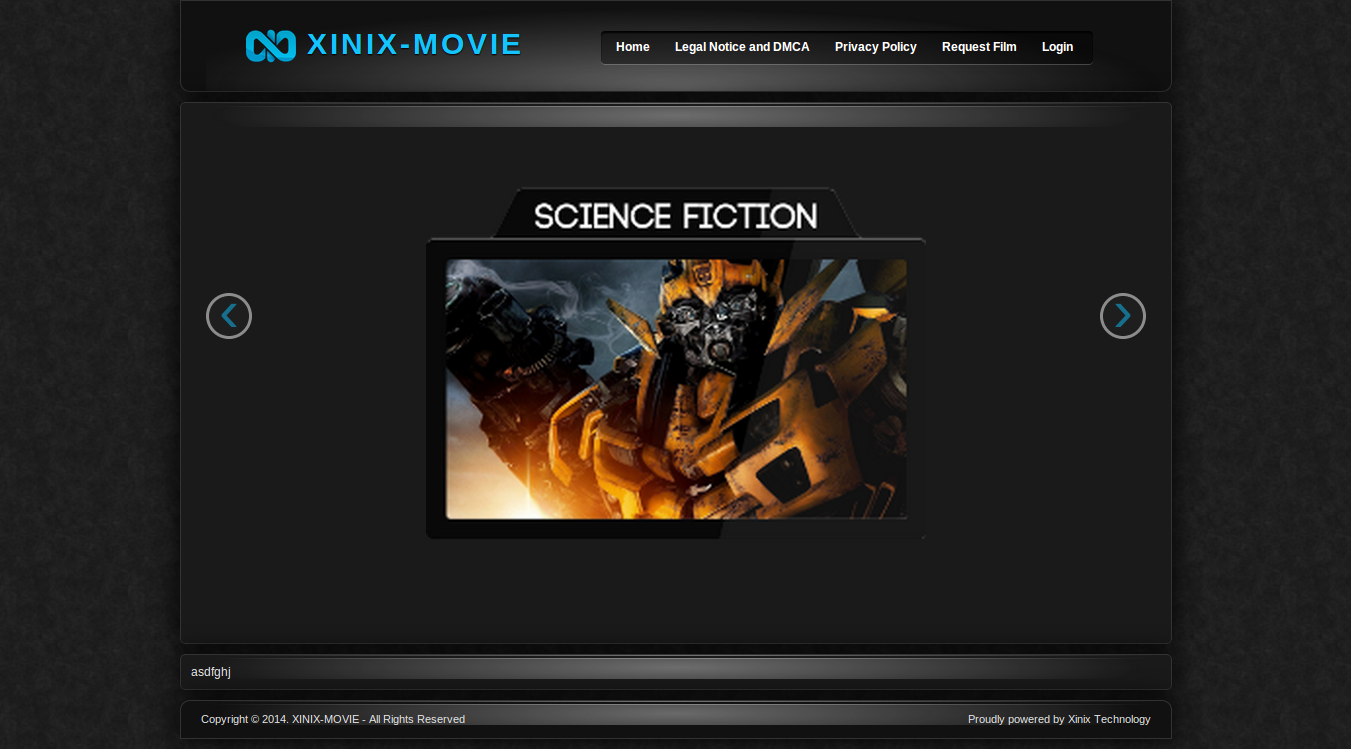 XINIX-MOVIE
Home Legal Notice and DMCA Privacy Policy Request Film Login
SCIENCE FICTION
asdfghj
Copyright © 2014. XINIX-MOVIE - All Rights Reserved
Proudly powered by Xinix Technology